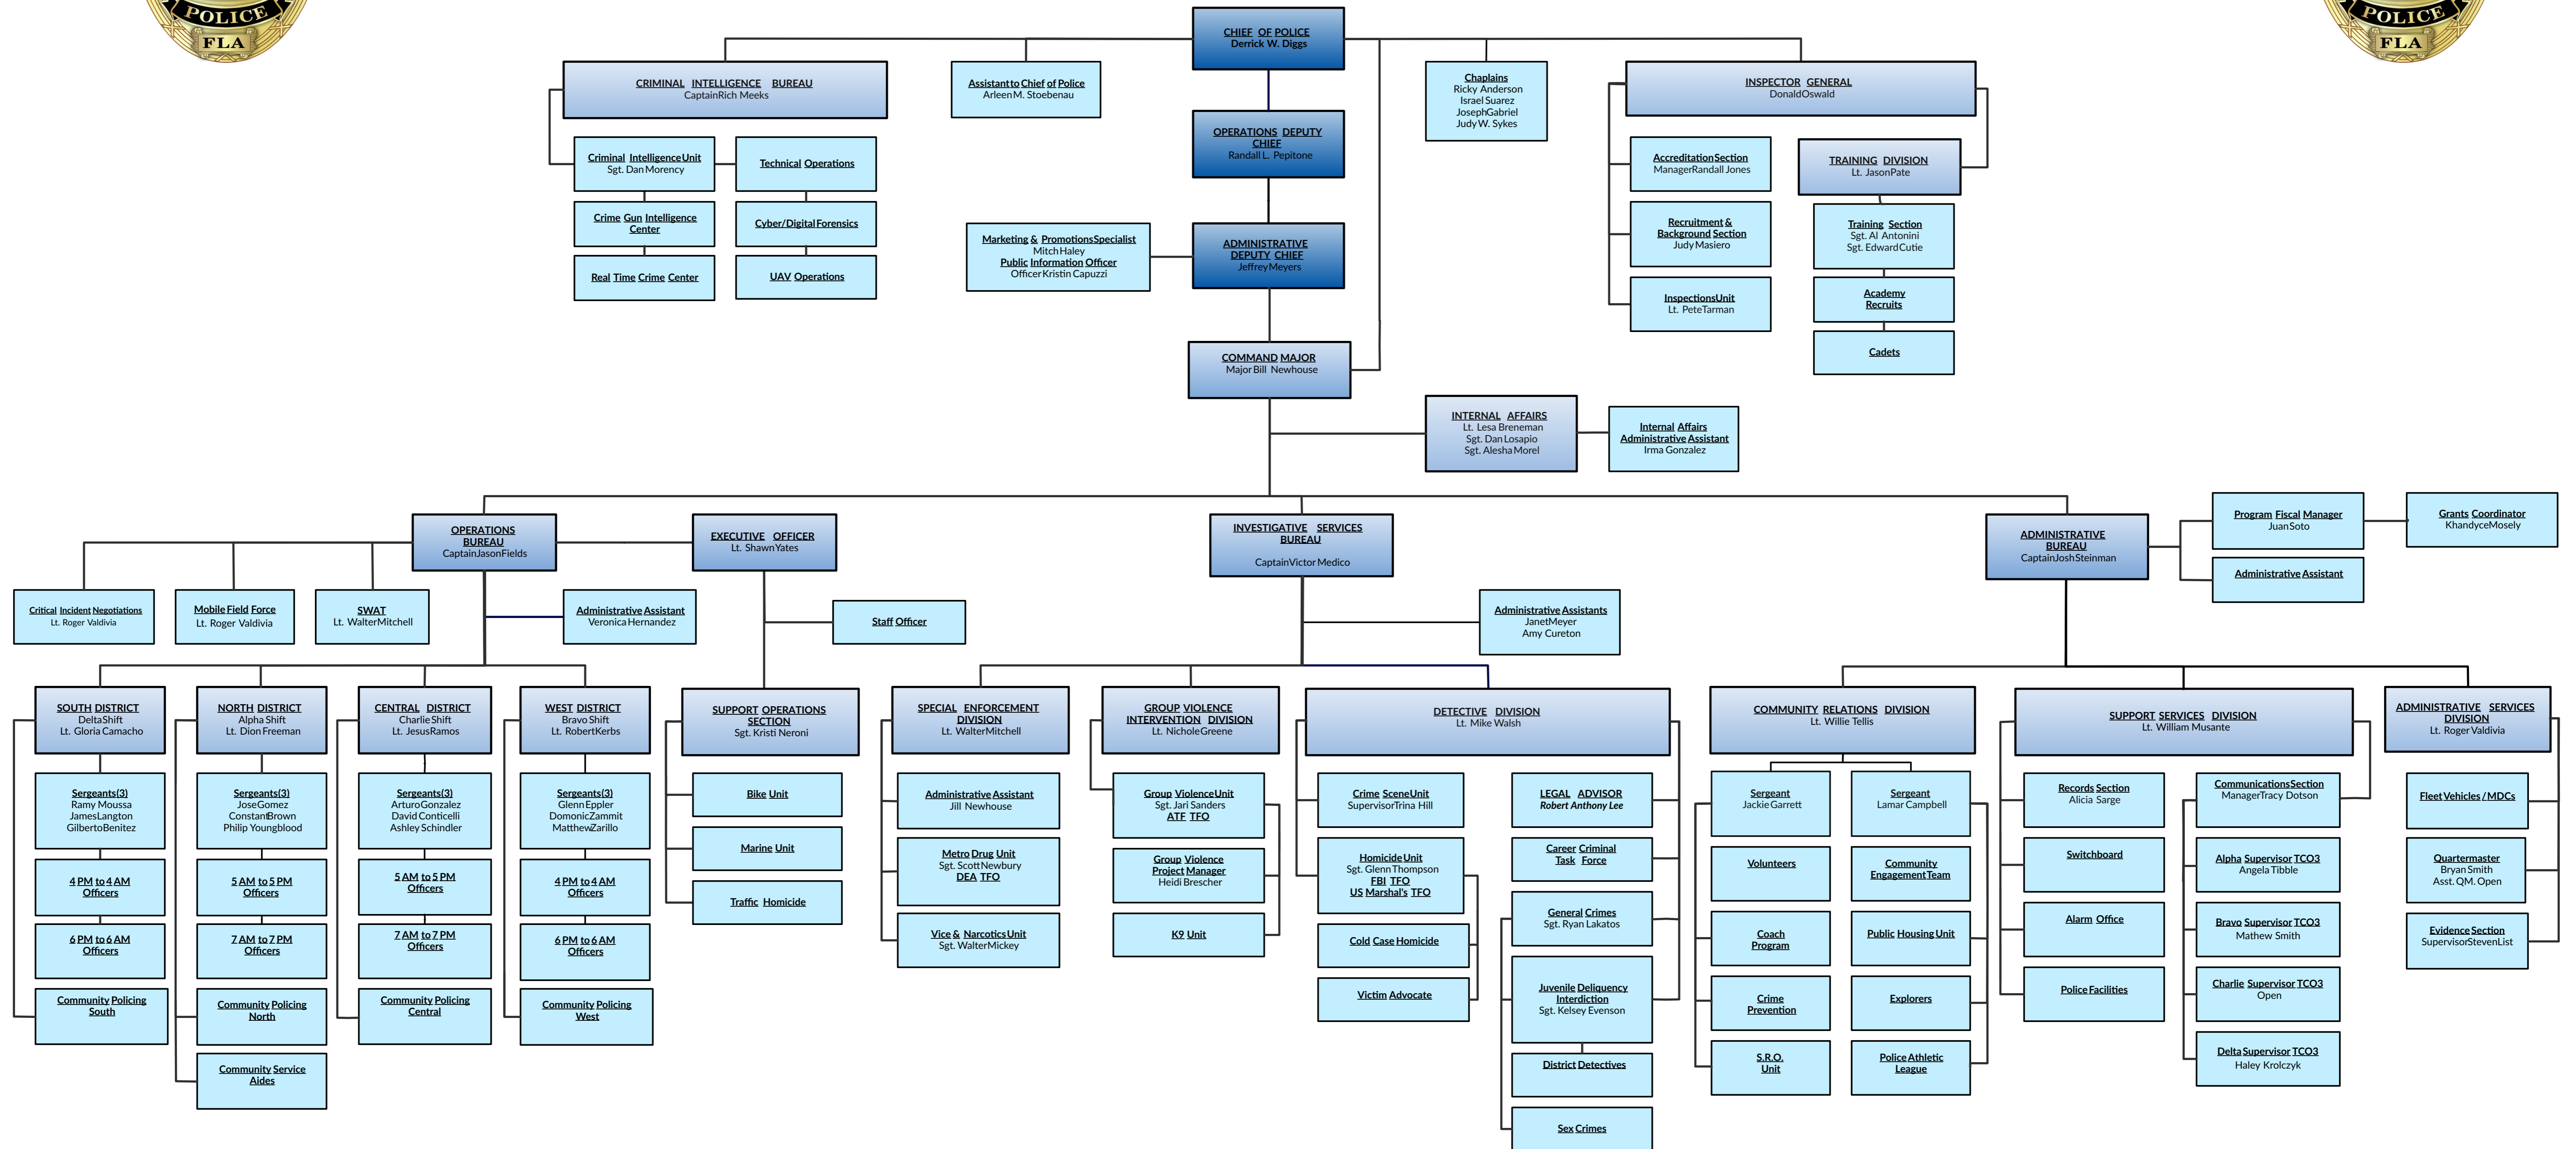 POLICE
FLA
POLICE
FLA
CHIEF OF POLICE
Derrick W. Diggs
CRIMINAL INTELLIGENCE BUREAU
Captain Rich Meeks
Assistant to Chief of Police
Arleen M. Stoebenau
Chaplains
Ricky Anderson
Israel Suarez
Joseph Gabriel
Judy W. Sykes
INSPECTOR GENERAL
Donald Oswald
OPERATIONS DEPUTY
CHIEF
Randall L. Pepitone
Criminal Intelligence Unit
Sgt. Dan Morency
Technical Operations
Crime Gun Intelligence
Center
Cyber/Digital Forensics
Real Time Crime Center
UAV Operations
Accreditation Section
Manager Randall Jones
TRAINING DIVISION
Lt. Jason Pate
Recruitment &
Background Section
Judy Masiero
Training Section
Sgt. Al Antonini
Sgt. Edward Cutie
Inspections Unit
Lt. Pete Tarman
Academy
Recruits
Cadets
Marketing & Promotions Specialist
Mitch Haley
Public Information Officer
Officer Kristin Capuzzi
ADMINISTRATIVE
DEPUTY CHIEF
Jeffrey Meyers
COMMAND MAJOR
Major Bill Newhouse
INTERNAL AFFAIRS
Lt. Lesa Breneman
Sgt. Dan Losapio
Sgt. Alesha Morel
Internal Affairs
Administrative Assistant
Irma Gonzalez
OPERATIONS
BUREAU
Captain Jason Fields
EXECUTIVE OFFICER
Lt. Shawn Yates
INVESTIGATIVE SERVICES
BUREAU
Captain Victor Medico
ADMINISTRATIVE
BUREAU
Captain Josh Steinman
Program Fiscal Manager
Juan Soto
Grants Coordinator
Khandyce Mosely
Administrative Assistant
Critical Incident Negotiations
Lt. Roger Valdivia
Mobile Field Force
Lt. Roger Valdivia
SWAT
Lt. Walter Mitchell
Administrative Assistant
Veronica Hernandez
Staff Officer
Administrative Assistants
Janet Meyer
Amy Cureton
SOUTH DISTRICT
Delta Shift
Lt. Gloria Camacho
Sergeants(3)
Ramy Moussa
James Langton
Gilberto Benitez
4 PM to 4 AM
Officers
6 PM to 6 AM
Officers
Community Policing
South
NORTH DISTRICT
Alpha Shift
Lt. Dion Freeman
Sergeants(3)
Jose Gomez
Constant Brown
Philip Youngblood
5 AM to 5 PM
Officers
7 AM to 7 PM
Officers
Community Policing
North
Community Service
Aides
CENTRAL DISTRICT
Charlie Shift
Lt. Jesus Ramos
Sergeants(3)
Arturo Gonzalez
David Conticelli
Ashley Schindler
5 AM to 5 PM
Officers
7 AM to 7 PM
Officers
Community Policing
Central
WEST DISTRICT
Bravo Shift
Lt. Robert Kerbs
Sergeants(3)
Glenn Eppler
Domonic Zammit
Matthew Zarillo
4 PM to 4 AM
Officers
6 PM to 6 AM
Officers
Community Policing
West
SUPPORT OPERATIONS
SECTION
Sgt. Kristi Neroni
Bike Unit
Marine Unit
Traffic Homicide
SPECIAL ENFORCEMENT
DIVISION
Lt. Walter Mitchell
Administrative Assistant
Jill Newhouse
Metro Drug Unit
Sgt. Scott Newbury
DEA TFO
Vice & Narcotics Unit
Sgt. Walter Mickey
GROUP VIOLENCE
INTERVENTION DIVISION
Lt. Nichole Greene
Group Violence Unit
Sgt. Jari Sanders
ATF TFO
Group Violence
Project Manager
Heidi Brescher
K9 Unit
DETECTIVE DIVISION
Lt. Mike Walsh
Crime Scene Unit
Supervisor Trina Hill
Homicide Unit
Sgt. Glenn Thompson
FBI TFO
US Marshal's TFO
Cold Case Homicide
Victim Advocate
LEGAL ADVISOR
Robert Anthony Lee
Career Criminal
Task Force
General Crimes
Sgt. Ryan Lakatos
Juvenile Deliquency
Interdiction
Sgt. Kelsey Evenson
District Detectives
Sex Crimes
COMMUNITY RELATIONS DIVISION
Lt. Willie Tellis
Sergeant
Jackie Garrett
Volunteers
Coach
Program
Crime
Prevention
S.R.O.
Unit
Sergeant
Lamar Campbell
Community
Engagement Team
Public Housing Unit
Explorers
Police Athletic
League
SUPPORT SERVICES DIVISION
Lt. William Musante
Records Section
Alicia Sarge
Switchboard
Alarm Office
Police Facilities
Communications Section
Manager Tracy Dotson
Alpha Supervisor TCO3
Angela Tibble
Bravo Supervisor TCO3
Mathew Smith
Charlie Supervisor TCO3
Open
Delta Supervisor TCO3
Haley Krolczyk
ADMINISTRATIVE SERVICES
DIVISION
Lt. Roger Valdivia
Fleet Vehicles / MDCs
Quartermaster
Bryan Smith
Asst. QM. Open
Evidence Section
Supervisor Steven List